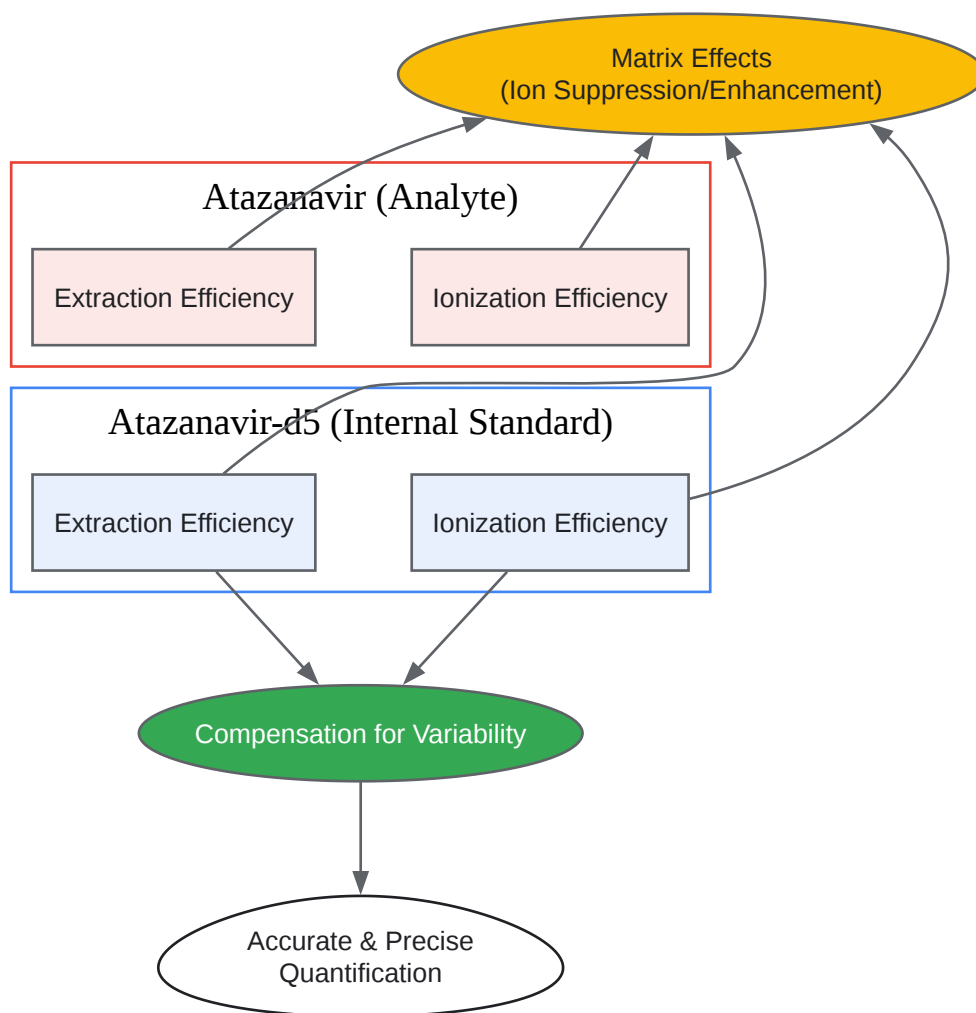 Matrix Effects
(Ion Suppression/Enhancement)
Atazanavir (Analyte)
Extraction Efficiency
Ionization Efficiency
Atazanavir-d5 (Internal Standard)
Extraction Efficiency
Ionization Efficiency
Compensation for Variability
Accurate & Precise
Quantification